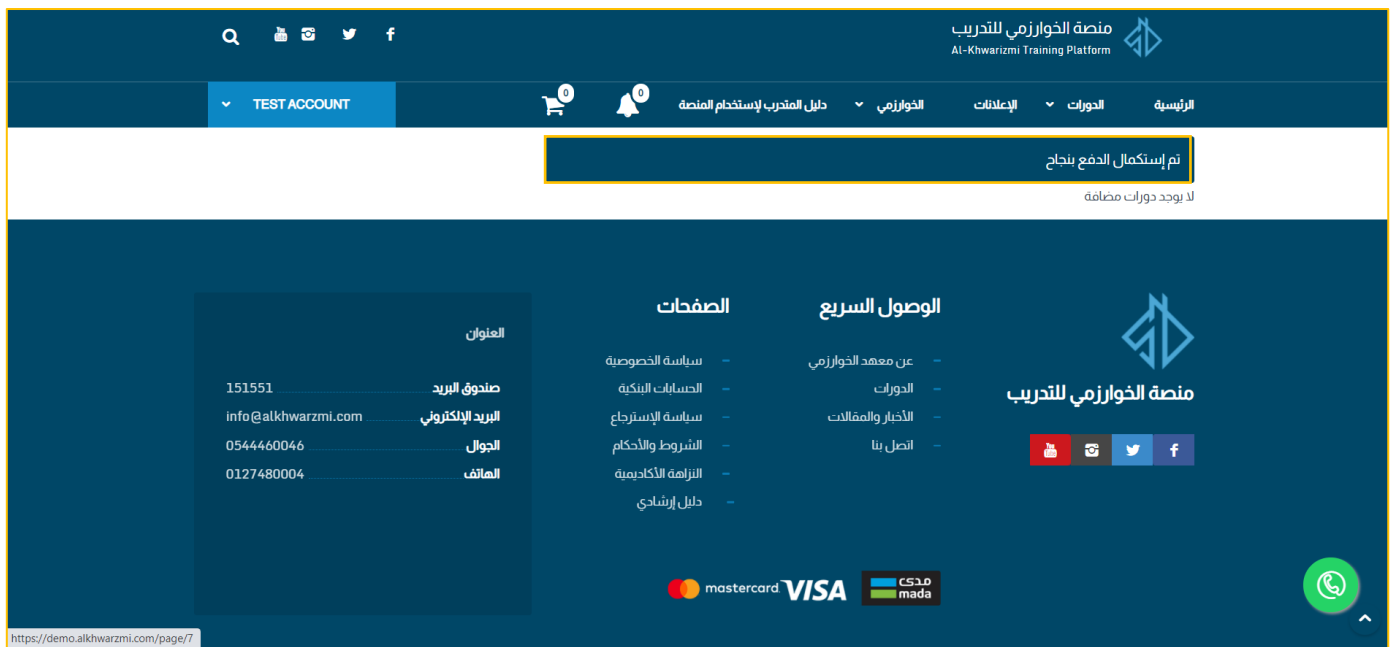 منصة الخوارزمي للتدريب
Al-Khwarizmi Training Platform
f
الرئيسية
الدورات
الإعلانات
الخوارزمي
دليل المتدرب لإستخدام المنصة
0
0
TEST ACCOUNT
تم إستكمال الدفع بنجاح
لا يوجد دورات مضافة
منصة الخوارزمي للتدريب
f
الوصول السريع
عن معهد الخوارزمي
الدورات
الأخبار والمقالات
اتصل بنا
الصفحات
سياسة الخصوصية
الحسابات البنكية
سياسة الإسترجاع
الشروط والأحكام
النزاهة الأكاديمية
دليل إرشادي
العنوان
صندوق البريد 151551
البريد الإلكتروني info@alkhwarzmi.com
الجوال 0544460046
الهاتف 0127480004
مدى
mada
VISA
mastercard
https://demo.alkhwarzmi.com/page/7